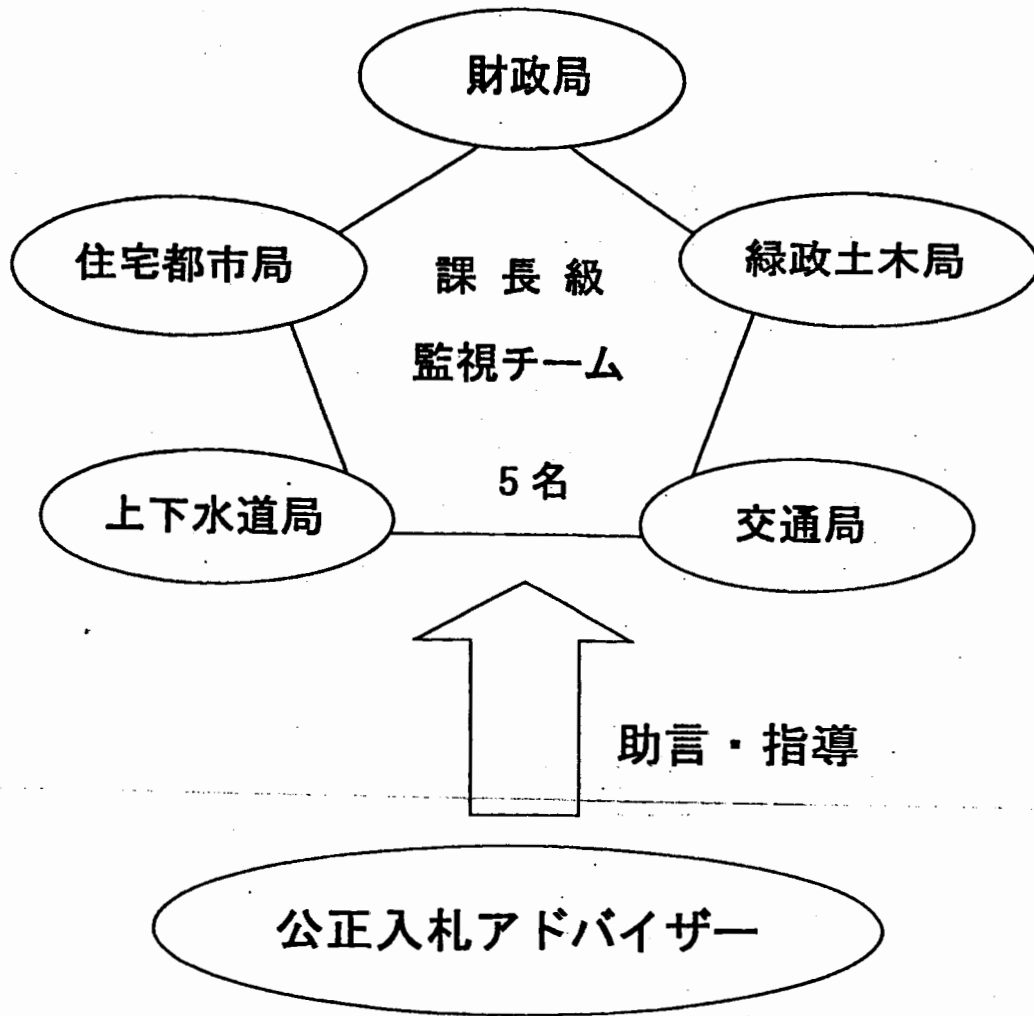 財政局
住宅都市局
緑政土木局
課長級
監視チーム
5名
上下水道局
交通局
助言・指導
公正入札アドバイザー